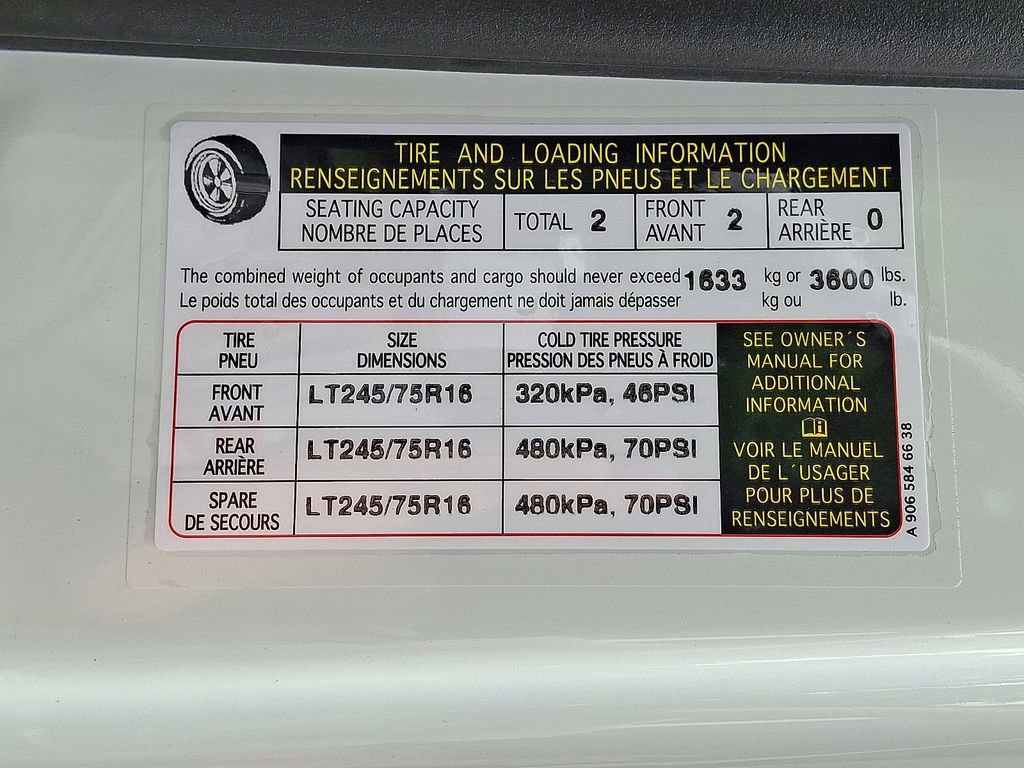 TIRE AND LOADING INFORMATION
RENSEIGNEMENTS SUR LES PNEUS ET LE CHARGEMENT
SEATING CAPACITY
NOMBRE DE PLACES
TOTAL 2
FRONT
AVANT 2
REAR
ARRIÈRE 0
The combined weight of occupants and cargo should never exceed 1633 kg or 3600 lbs.
Le poids total des occupants et du chargement ne doit jamais dépasser kg ou lb.
TIRE
PNEU
SIZE
DIMENSIONS
COLD TIRE PRESSURE
PRESSION DES PNEUS À FROID
FRONT
AVANT
LT245/75R16
320kPa, 46PSI
REAR
ARRIÈRE
LT245/75R16
480kPa, 70PSI
SPARE
DE SECOURS
LT245/75R16
480kPa, 70PSI
SEE OWNER´S
MANUAL FOR
ADDITIONAL
INFORMATION
VOIR LE MANUEL
DE L´USAGER
POUR PLUS DE
RENSEIGNEMENTS
A 906 584 66 38